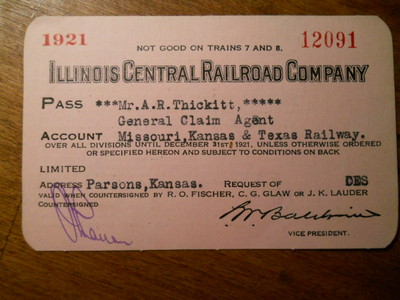 1921 12091
NOT GOOD ON TRAINS 7 AND 8.
ILLINOIS CENTRAL RAILROAD COMPANY
PASS ***Mr.A.R.Thickitt,*****
General Claim Agent
ACCOUNT Missouri,Kansas & Texas Railway.
OVER ALL DIVISIONS UNTIL DECEMBER 31ST 1921, UNLESS OTHERWISE ORDERED
OR SPECIFIED HEREON AND SUBJECT TO CONDITIONS ON BACK
LIMITED
ADDRESS Parsons,Kansas. REQUEST OF DES
VALID WHEN COUNTERSIGNED BY R. O. FISCHER, C. G. GLAW OR J. K. LAUDER
COUNTERSIGNED
VICE PRESIDENT.